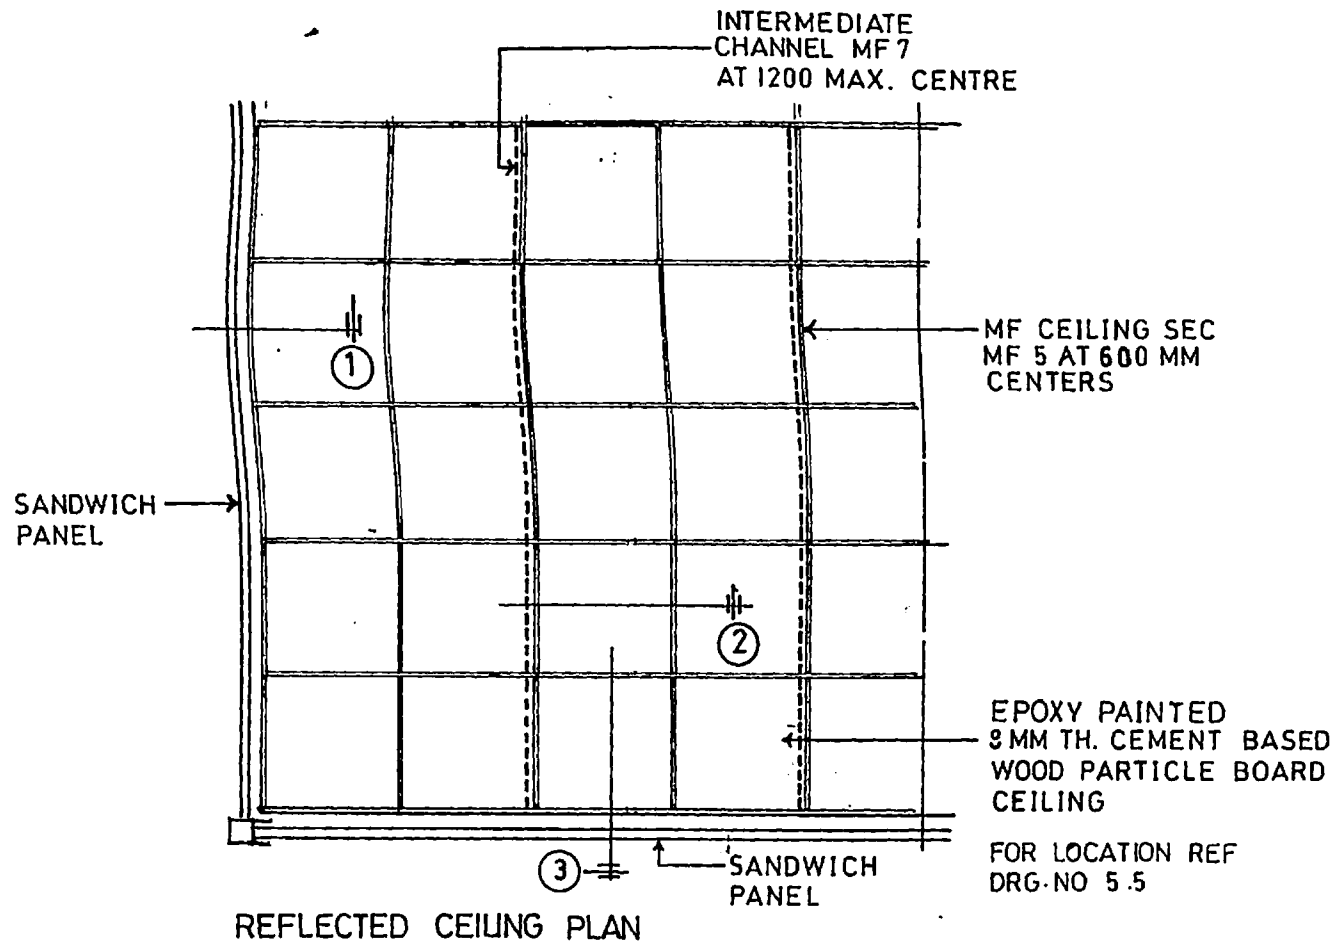 INTERMEDIATE
CHANNEL MF7
AT 1200 MAX. CENTRE
1
MF CEILING SEC
MF 5 AT 600 MM
CENTERS
SANDWICH
PANEL
2
EPOXY PAINTED
8 MM TH. CEMENT BASED
WOOD PARTICLE BOARD
CEILING
3
SANDWICH
PANEL
FOR LOCATION REF
DRG.NO 5.5
REFLECTED CEILING PLAN